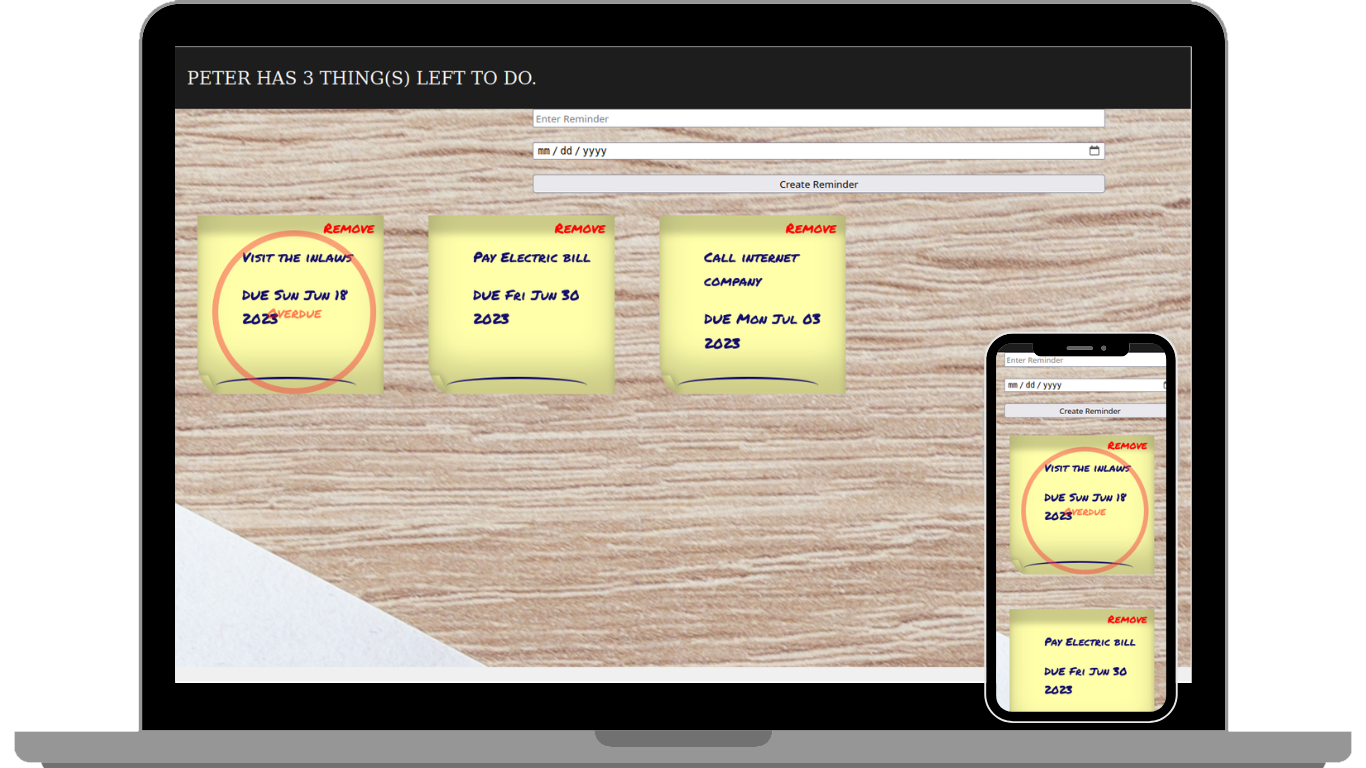 PETER HAS 3 THING(S) LEFT TO DO.
Enter Reminder
mm / dd / yyyy
Create Reminder
REMOVE
VISIT THE INLAWS
DUE SUN JUN 18
2023
OVERDUE
REMOVE
PAY ELECTRIC BILL
DUE FRI JUN 30
2023
REMOVE
CALL INTERNET
COMPANY
DUE MON JUL 03
2023
Enter Reminder
mm / dd / yyyy
Create Reminder
REMOVE
VISIT THE INLAWS
DUE SUN JUN 18
2023
OVERDUE
REMOVE
PAY ELECTRIC BILL
DUE FRI JUN 30
2023